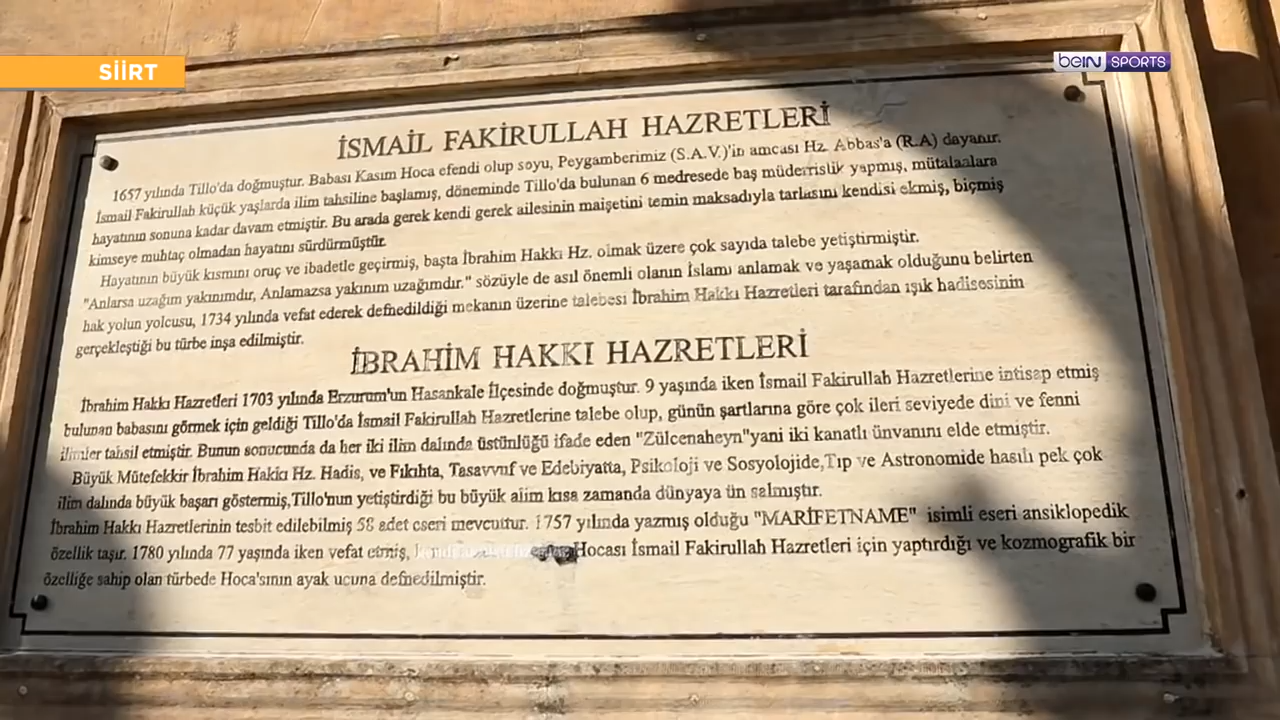 SİİRT
beIN SPORTS
İSMAİL FAKİRULLAH HAZRETLERİ
1657 yılında Tillo'da doğmuştur. Babası Kasım Hoca efendi olup soyu, Peygamberimiz (S.A.V.)'in amcası Hz. Abbas'a (R.A) dayanır.
İsmail Fakirullah küçük yaşlarda ilim tahsiline başlamış, döneminde Tillo'da bulunan 6 medresede baş müderrislik yapmış, mütalaalara
hayatının sonuna kadar davam etmiştir. Bu arada gerek kendi gerek ailesinin maişetini temin maksadıyla tarlasını kendisi ekmiş, biçmiş
kimseye muhtaç olmadan hayatını sürdürmüştür.
Hayatının büyük kısmını oruç ve ibadetle geçirmiş, başta İbrahim Hakkı Hz. olmak üzere çok sayıda talebe yetiştirmiştir.
"Anlarsa uzağım yakınımdır, Anlamazsa yakınım uzağımdır." sözüyle de asıl önemli olanın İslamı anlamak ve yaşamak olduğunu belirten
hak yolun yolcusu, 1734 yılında vefat ederek defnedildiği mekanın üzerine talebesi İbrahim Hakkı Hazretleri tarafından ışık hadisesinin
gerçekleştiği bu türbe inşa edilmiştir.
İBRAHİM HAKKI HAZRETLERİ
İbrahim Hakkı Hazretleri 1703 yılında Erzurum'un Hasankale İlçesinde doğmuştur. 9 yaşında iken İsmail Fakirullah Hazretlerine intisap etmiş
bulunan babasını görmek için geldiği Tillo'da İsmail Fakirullah Hazretlerine talebe olup, günün şartlarına göre çok ileri seviyede dini ve fenni
ilimler tahsil etmiştir. Bunun sonucunda da her iki ilim dalında üstünlüğü ifade eden "Zülcenaheyn"yani iki kanatlı ünvanını elde etmiştir.
Büyük Mütefekkir İbrahim Hakkı Hz. Hadis, ve Fıkıhta, Tasavvuf ve Edebiyatta, Psikoloji ve Sosyolojide,Tıp ve Astronomide hasılı pek çok
ilim dalında büyük başarı göstermiş,Tillo'nun yetiştirdiği bu büyük alim kısa zamanda dünyaya ün salmıştır.
İbrahim Hakkı Hazretlerinin tesbit edilebilmiş 58 adet eseri mevcuttur. 1757 yılında yazmış olduğu "MARİFETNAME" isimli eseri ansiklopedik
özellik taşır. 1780 yılında 77 yaşında iken vefat etmiş, Hocası İsmail Fakirullah Hazretleri için yaptırdığı ve kozmografik bir
özelliğe sahip olan türbede Hoca'sının ayak ucuna defnedilmiştir.